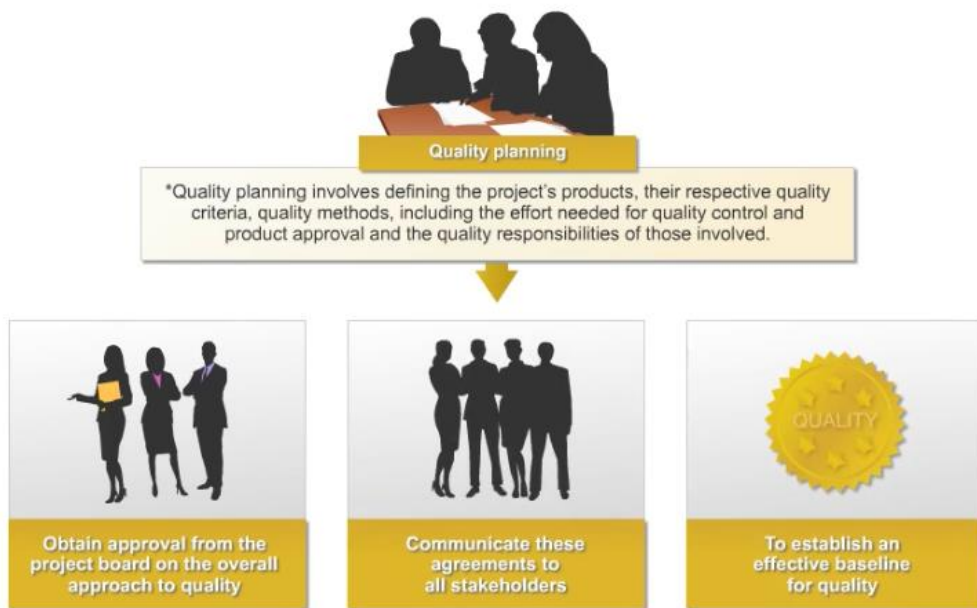 Quality planning
*Quality planning involves defining the project's products, their respective quality
criteria, quality methods, including the effort needed for quality control and
product approval and the quality responsibilities of those involved.
Obtain approval from the
project board on the overall
approach to quality
Communicate these
agreements to
all stakeholders
QUALITY
To establish an
effective baseline
for quality